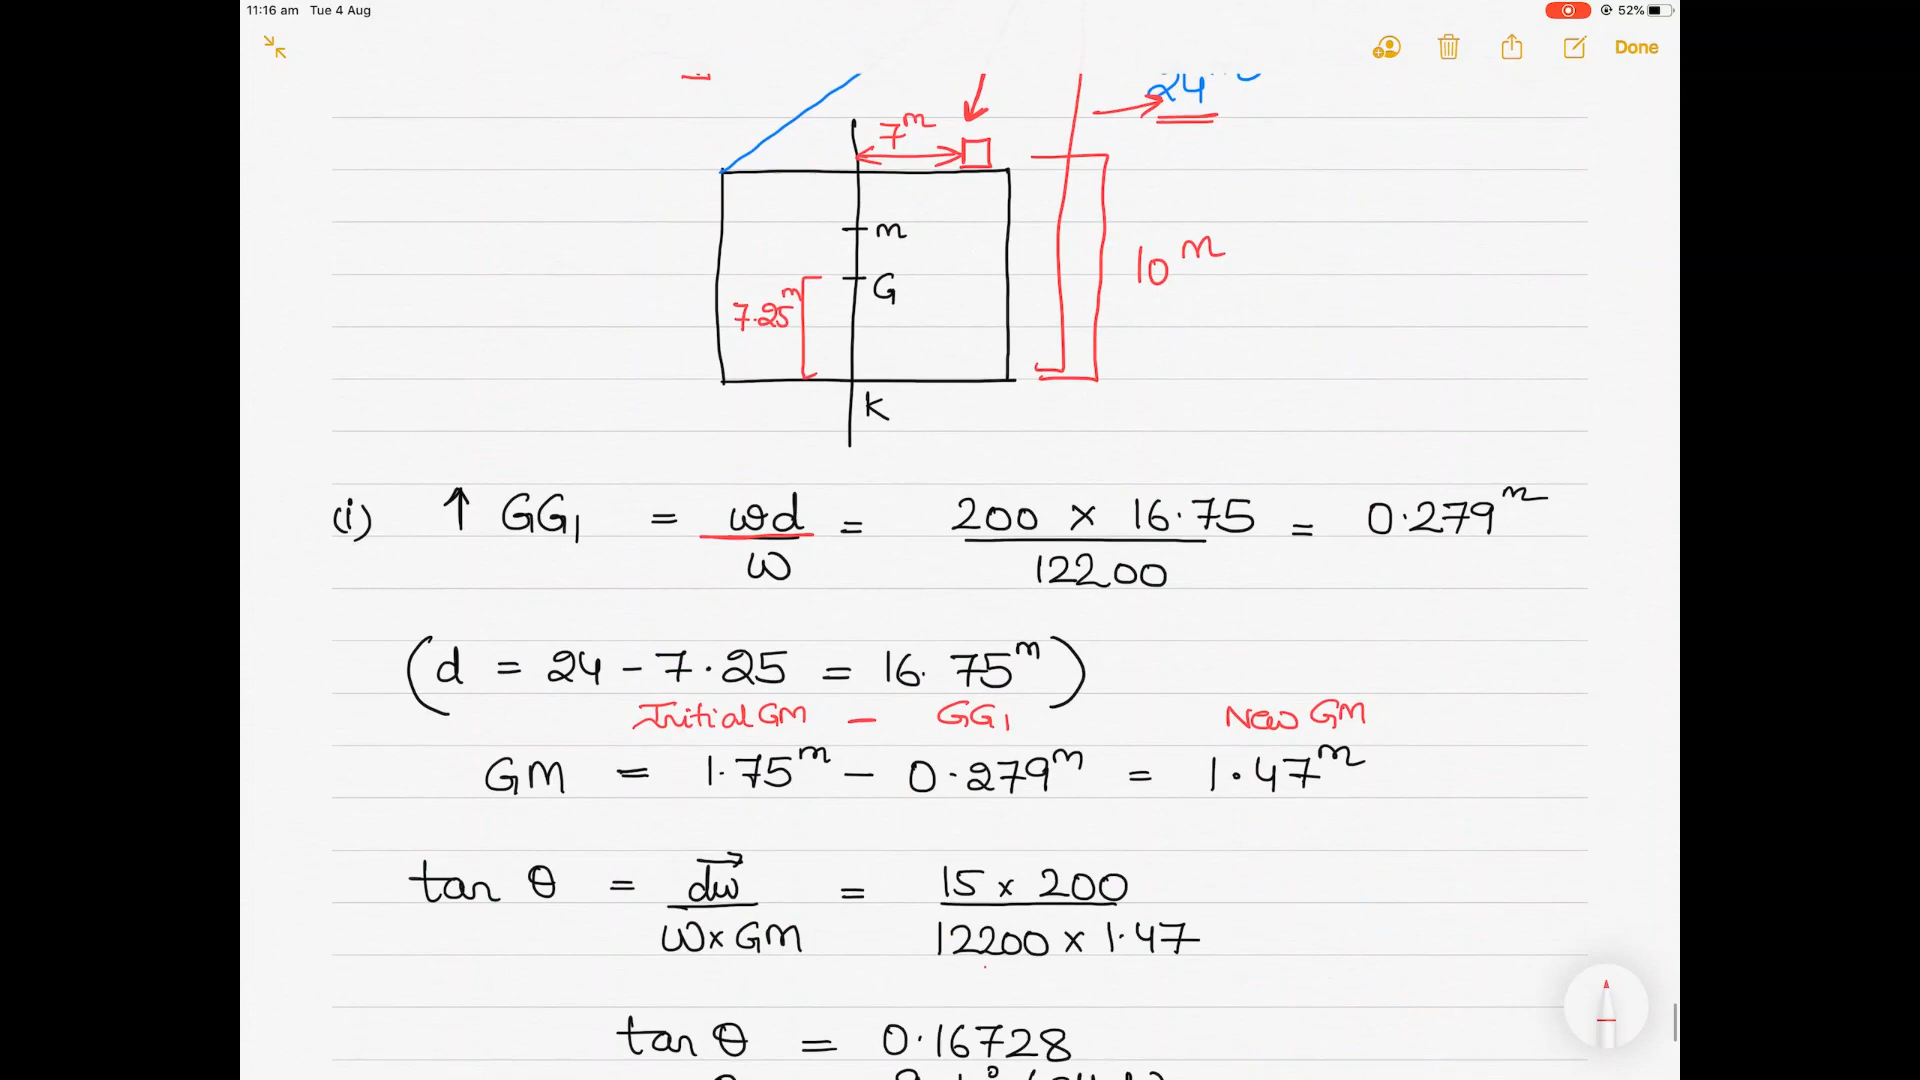 11:16 am Tue 4 Aug
52%
Done
24
7m
m
10 m
G
7.25m
K
(i) ↑ GG1 = wd/W = 200 × 16.75 / 12200 = 0.279m
(d = 24 - 7.25 = 16.75m)
Initial GM - GG1 New GM
GM = 1.75m - 0.279m = 1.47m
tan θ = dw / W × GM = 15 × 200 / 12200 × 1.47
tan θ = 0.16728